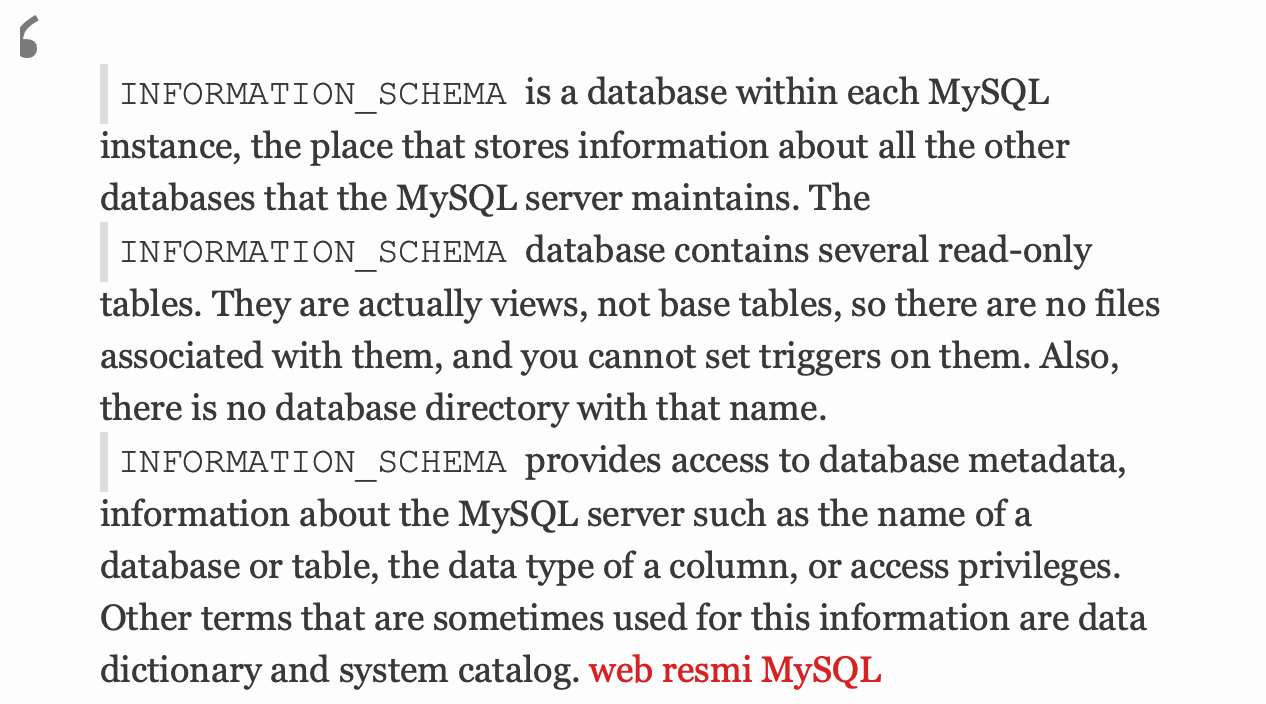 INFORMATION_SCHEMA is a database within each MySQL
instance, the place that stores information about all the other
databases that the MySQL server maintains. The
INFORMATION_SCHEMA database contains several read-only
tables. They are actually views, not base tables, so there are no files
associated with them, and you cannot set triggers on them. Also,
there is no database directory with that name.
INFORMATION_SCHEMA provides access to database metadata,
information about the MySQL server such as the name of a
database or table, the data type of a column, or access privileges.
Other terms that are sometimes used for this information are data
dictionary and system catalog. web resmi MySQL